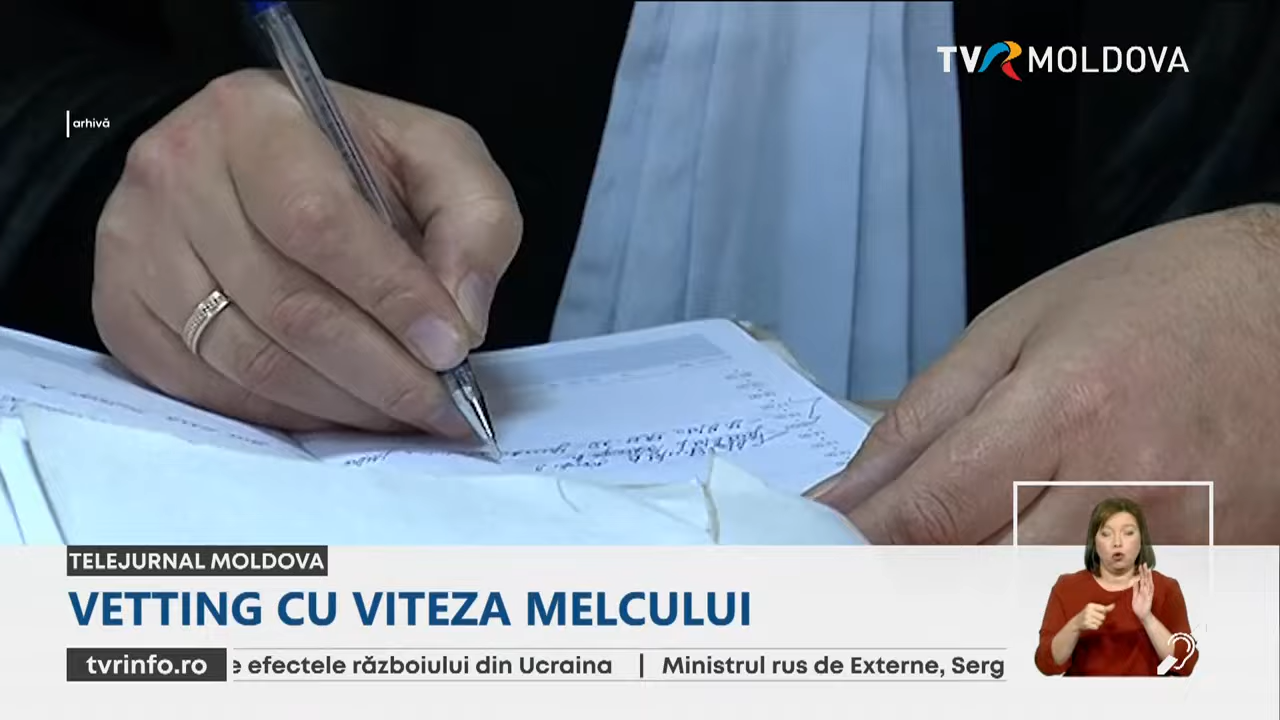 TVR MOLDOVA
arhivă
TELEJURNAL MOLDOVA
VETTING CU VITEZA MELCULUI
tvrinfo.ro
e efectele războiului din Ucraina | Ministrul rus de Externe, Serg